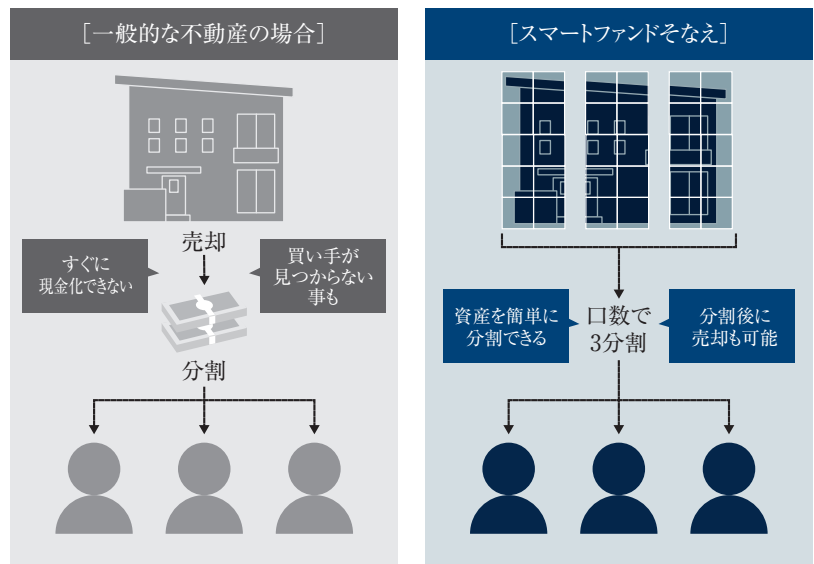 [一般的な不動産の場合]
売却
すぐに
現金化できない
買い手が
見つからない
事も
分割
[スマートファンドそなえ]
資産を簡単に
分割できる
口数で
3分割
分割後に
売却も可能